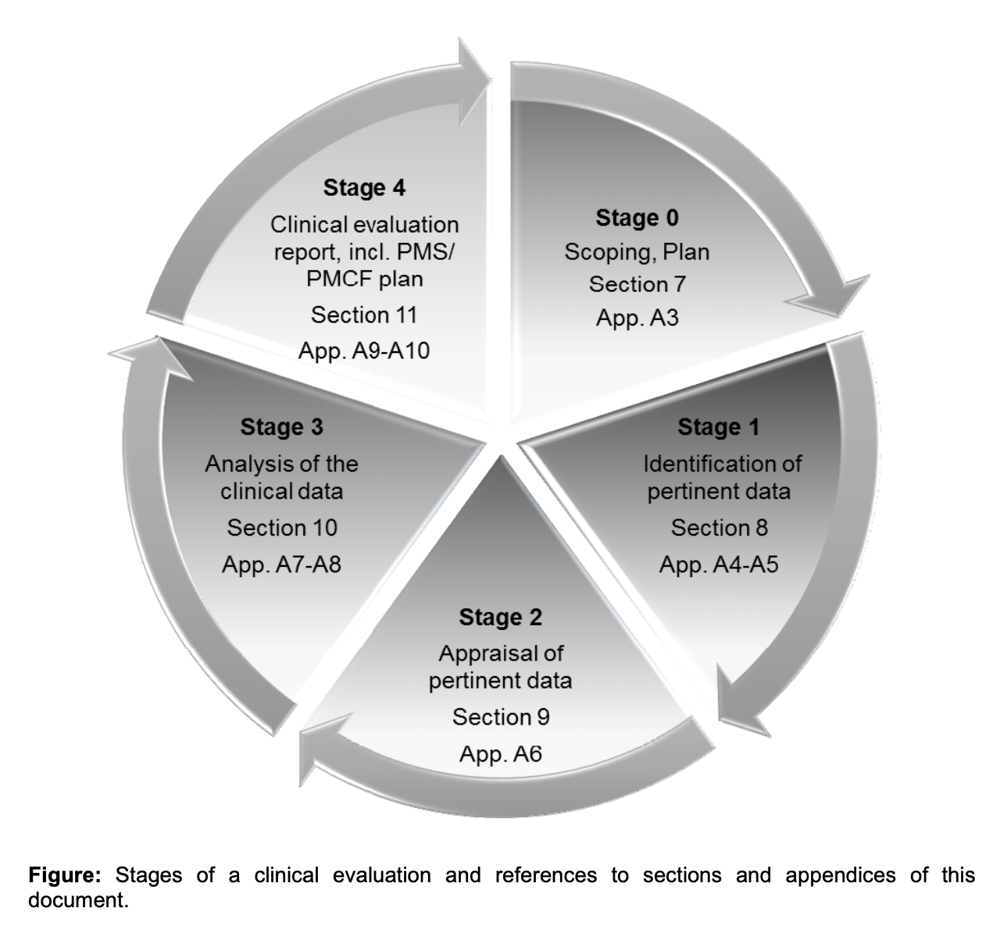 Stage 0
Scoping, Plan
Section 7
App. A3
Stage 1
Identification of
pertinent data
Section 8
App. A4-A5
Stage 2
Appraisal of
pertinent data
Section 9
App. A6
Stage 3
Analysis of the
clinical data
Section 10
App. A7-A8
Stage 4
Clinical evaluation
report, incl. PMS/
PMCF plan
Section 11
App. A9-A10
Figure: Stages of a clinical evaluation and references to sections and appendices of this
document.